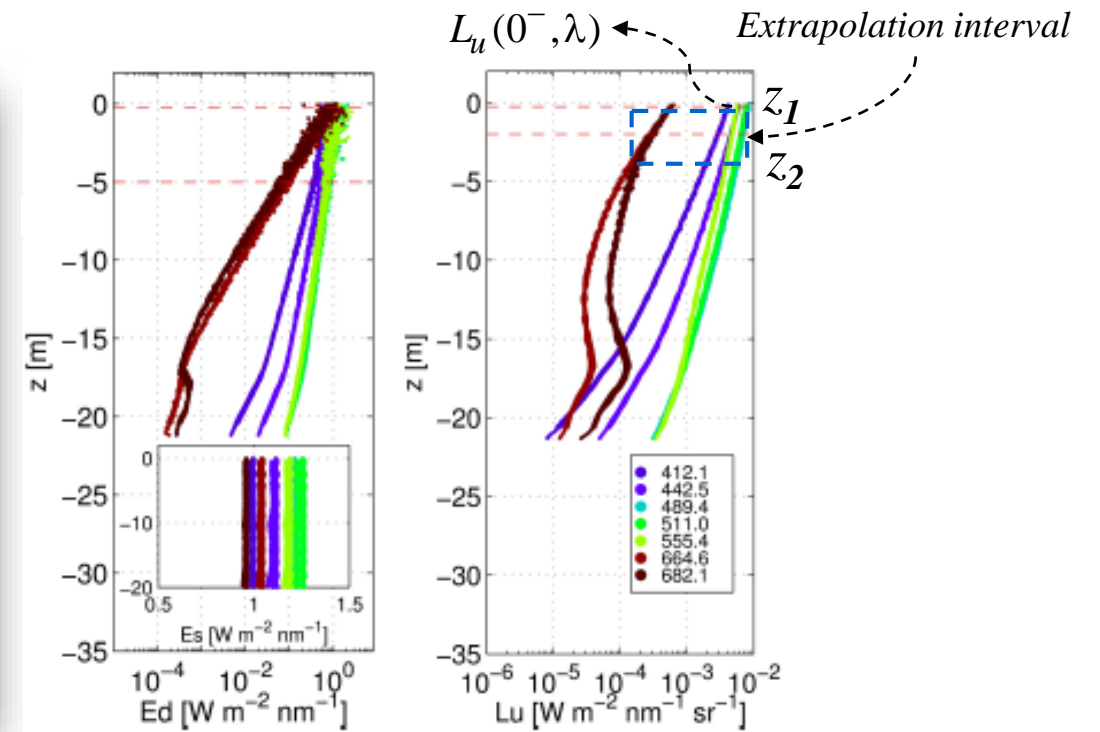 L_u(0⁻,λ)
Extrapolation interval
z_1
z_2
0
−5
−10
−15
−20
−25
−30
−35
z [m]
10⁻⁴ 10⁻² 10⁰
Ed [W m⁻² nm⁻¹]
0
−10
−20
0.5 1 1.5
Es [W m⁻² nm⁻¹]
0
−5
−10
−15
−20
−25
−30
−35
z [m]
412.1
442.5
489.4
511.0
555.4
664.6
682.1
10⁻⁶ 10⁻⁵ 10⁻⁴ 10⁻³ 10⁻²
Lu [W m⁻² nm⁻¹ sr⁻¹]